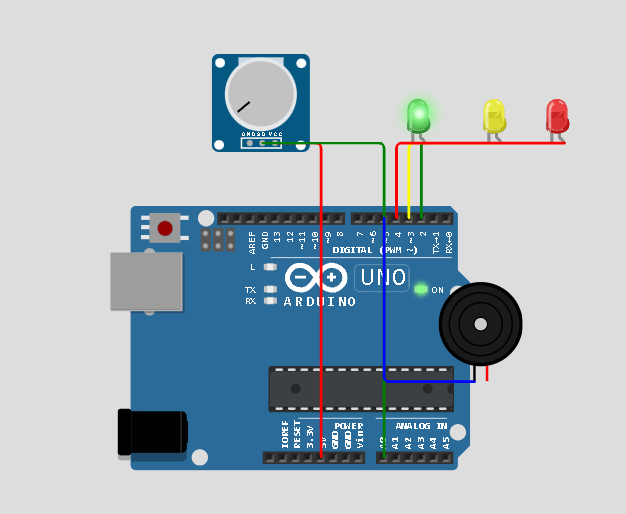 GND SIG VCC
AREF
GND
13
12
~11
~10
~9
8
7
~6
~5
4
~3
2
TX→1
RX←0
DIGITAL (PWM ~)
L
UNO
TX
RX
ON
ARDUINO
POWER
ANALOG IN
IOREF
RESET
3.3V
5V
GND
GND
Vin
A0
A1
A2
A3
A4
A5